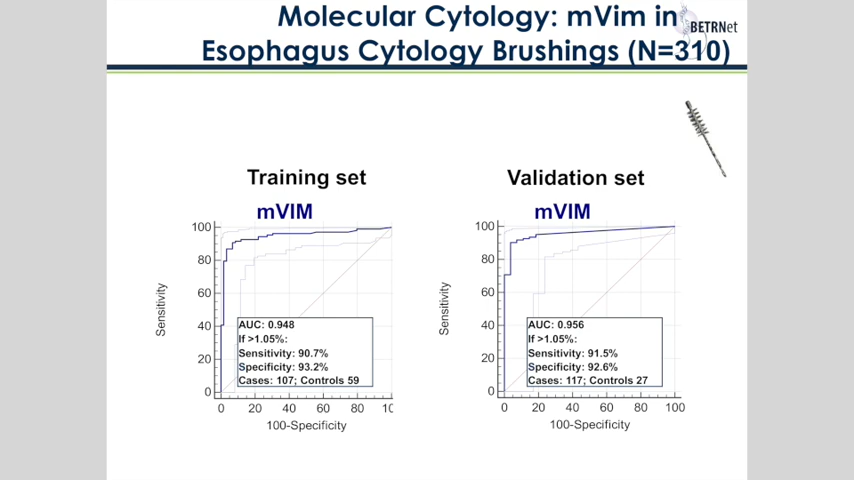 Molecular Cytology: mVim in
BETRNet
Esophagus Cytology Brushings (N=310)
Training set
mVIM
100
80
60
40
20
0
Sensitivity
AUC: 0.948
If >1.05%:
Sensitivity: 90.7%
Specificity: 93.2%
Cases: 107; Controls 59
0 20 40 60 80 10
100-Specificity
Validation set
mVIM
100
80
60
40
20
0
Sensitivity
AUC: 0.956
If >1.05%:
Sensitivity: 91.5%
Specificity: 92.6%
Cases: 117; Controls 27
0 20 40 60 80 100
100-Specificity